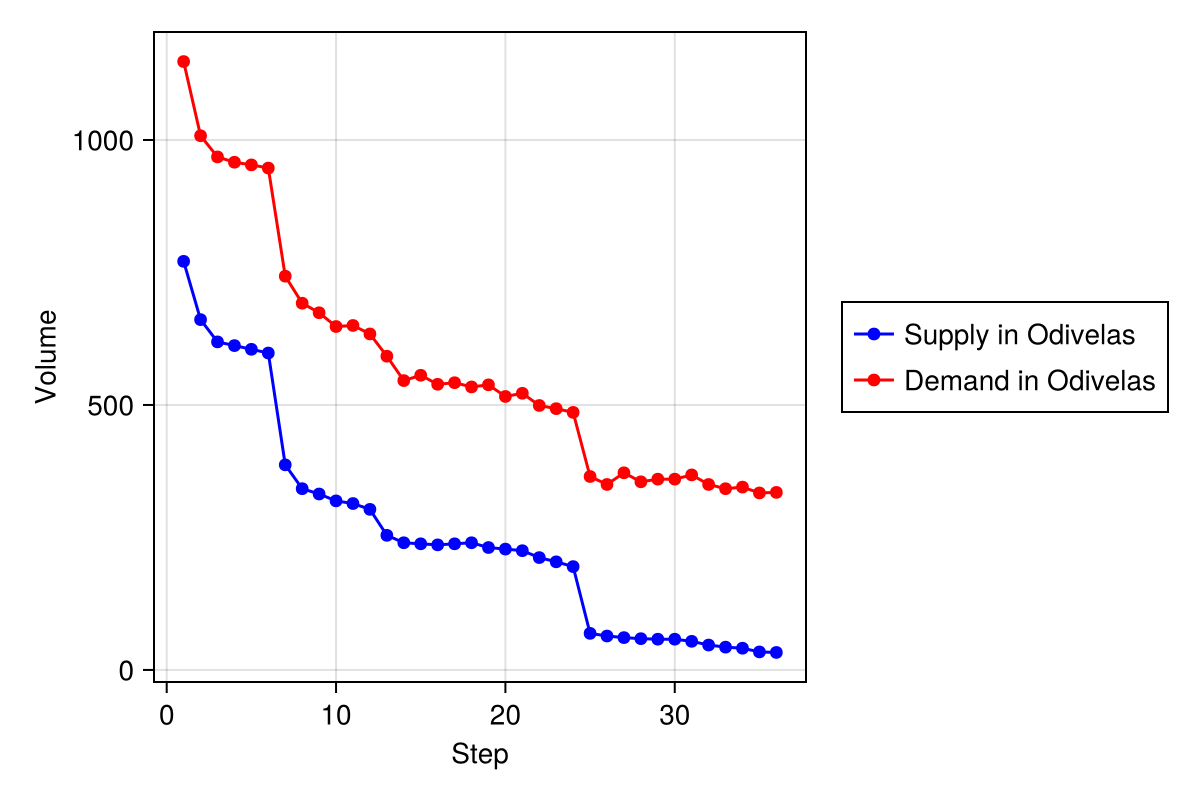 Volume
1000
500
0
0 10 20 30
Step
Supply in Odivelas
Demand in Odivelas